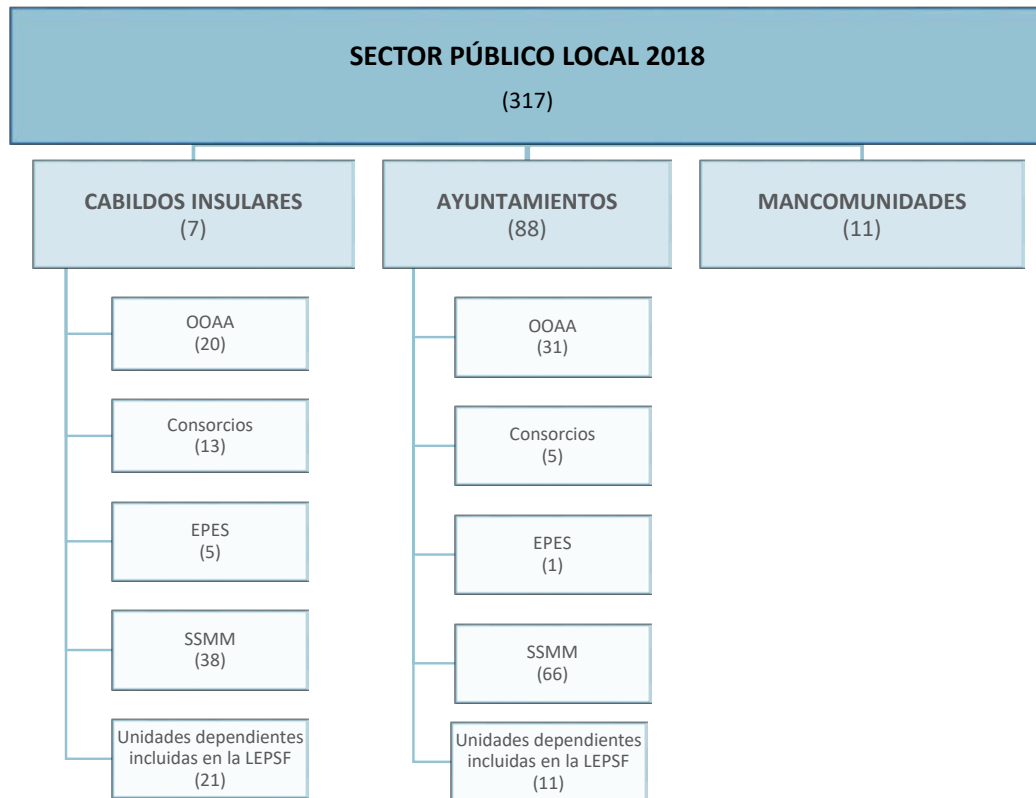 SECTOR PÚBLICO LOCAL 2018
(317)
CABILDOS INSULARES
(7)
OOAA
(20)
Consorcios
(13)
EPES
(5)
SSMM
(38)
Unidades dependientes
incluidas en la LEPSF
(21)
AYUNTAMIENTOS
(88)
OOAA
(31)
Consorcios
(5)
EPES
(1)
SSMM
(66)
Unidades dependientes
incluidas en la LEPSF
(11)
MANCOMUNIDADES
(11)